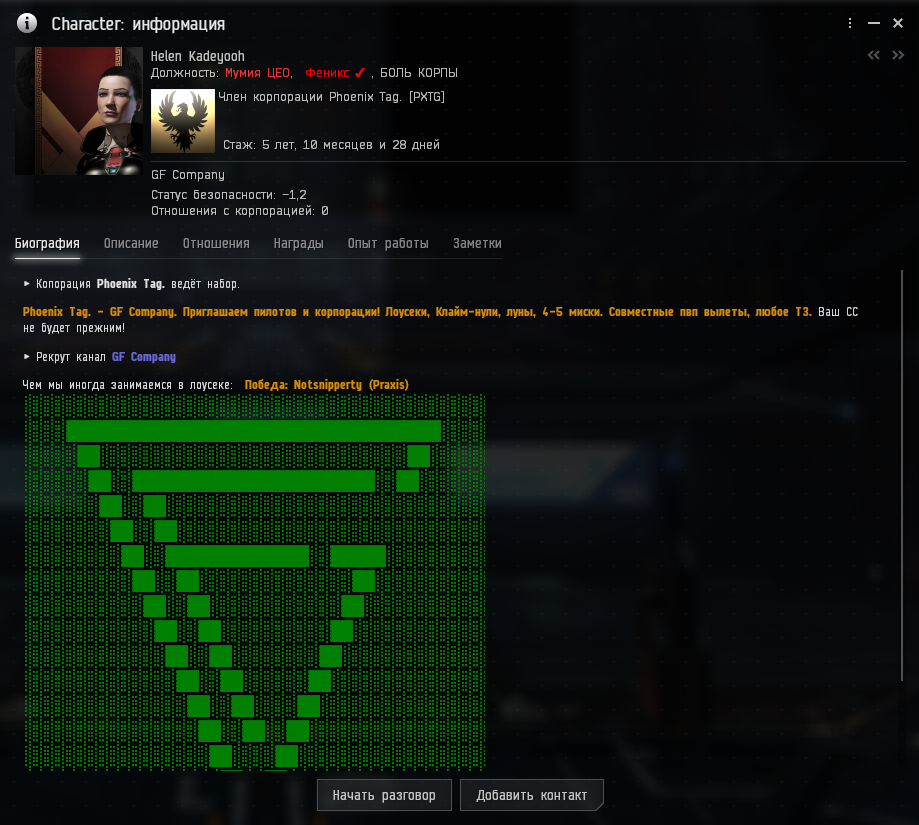 Character: информация
Helen Kadeyooh
Должность: Мумия ЦЕО, Феникс ✔ , БОЛЬ КОРПЫ
Член корпорации Phoenix Tag. [PXTG]
Стаж: 5 лет, 10 месяцев и 28 дней
GF Company
Статус безопасности: -1,2
Отношения с корпорацией: 0
Биография Описание Отношения Награды Опыт работы Заметки
▸ Копорация Phoenix Tag. ведёт набор.
Phoenix Tag. - GF Company. Приглашаем пилотов и корпорации! Лоусеки, Клайм-нули, луны, 4-5 миски. Совместные пвп вылеты, любое ТЗ. Ваш СС
не будет прежним!
▸ Рекрут канал GF Company
Чем мы иногда занимаемся в лоусеке: Победа: Notsnipperty (Praxis)
Начать разговор Добавить контакт